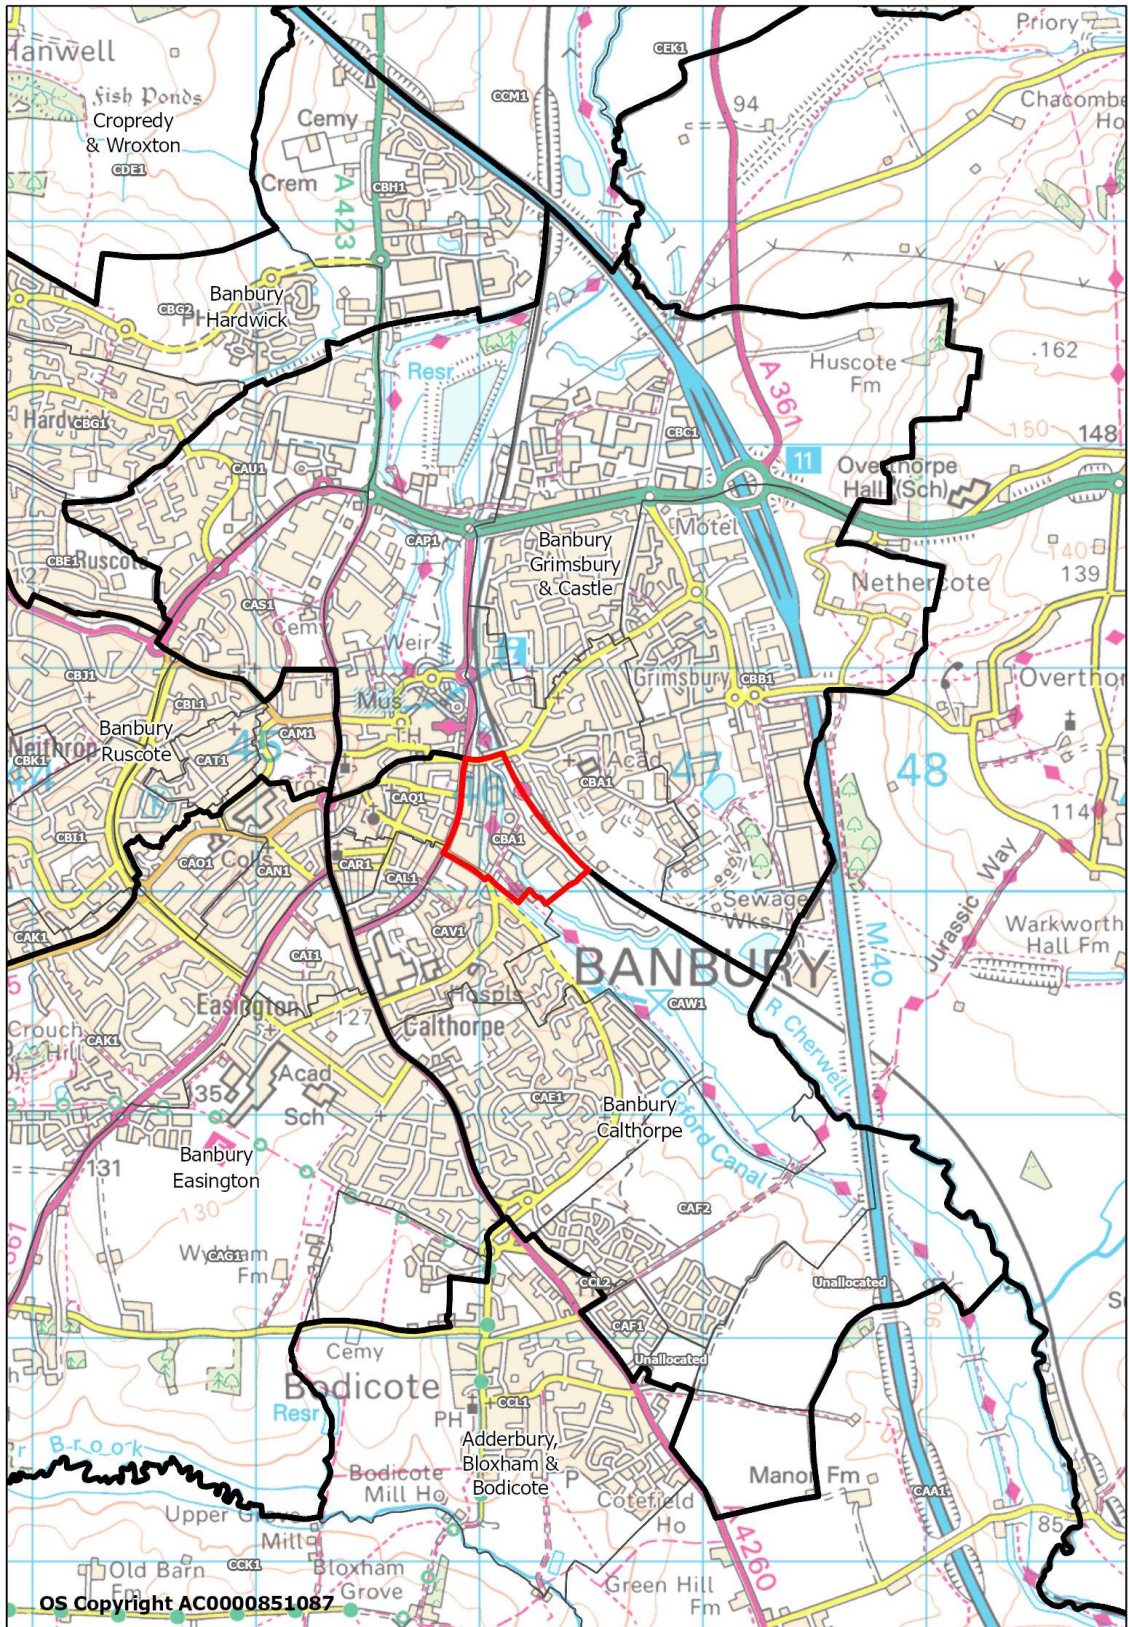 Priory
CEK1
Hanwell
94
CCM1
Fish Ponds
Chacombe
Ho
Cropredy
& Wroxton
Cemy
CDE1
Crem
CBH1
A 423
Banbury
Hardwick
CBG2
PH
.162
Huscote
Fm
Resr
A 361
Hardwick
CBG1
CBC1
150
148
11
CAU1
Overthorpe
Hall (Sch)
Motel
CAP1
Banbury
Grimsbury
& Castle
140
139
CBE1
Ruscote
127
Nethercote
CAS1
Cemy
Weir
CBJ1
Grimsbury
CBB1
Overthor
CBL1
Mus
Banbury
Ruscote
TH
CAM1
45
Neithrop
CBK1
CAT1
Acad
47
48
CBA1
46
CAQ1
114
CBI1
CBA1
CAO1
Cols
CAR1
CAN1
CAL1
Jurassic Way
Sewage
Wks
CAK1
CAV1
Warkworth
Hall Fm
CAI1
BANBURY
M 40
Easington
Hospls
CAW1
127
Calthorpe
R Cherwell
Crouch
Hill
CAK1
Acad
135
Sch
CAE1
Oxford Canal
Banbury
Calthorpe
131
Banbury
Easington
130
CAF2
Wykham
Fm
CAG1
Unallocated
CCL2
CAF1
Cemy
Unallocated
Bodicote
Resr
CCL1
PH
Adderbury,
Bloxham &
Bodicote
Brook
Bodicote
Mill Ho
Manor Fm
CAA1
Cotefield
Ho
Upper Grove
Mill
85
A 4260
CCK1
Old Barn
Fm
Bloxham
Grove
Green Hill
Fm
OS Copyright AC0000851087